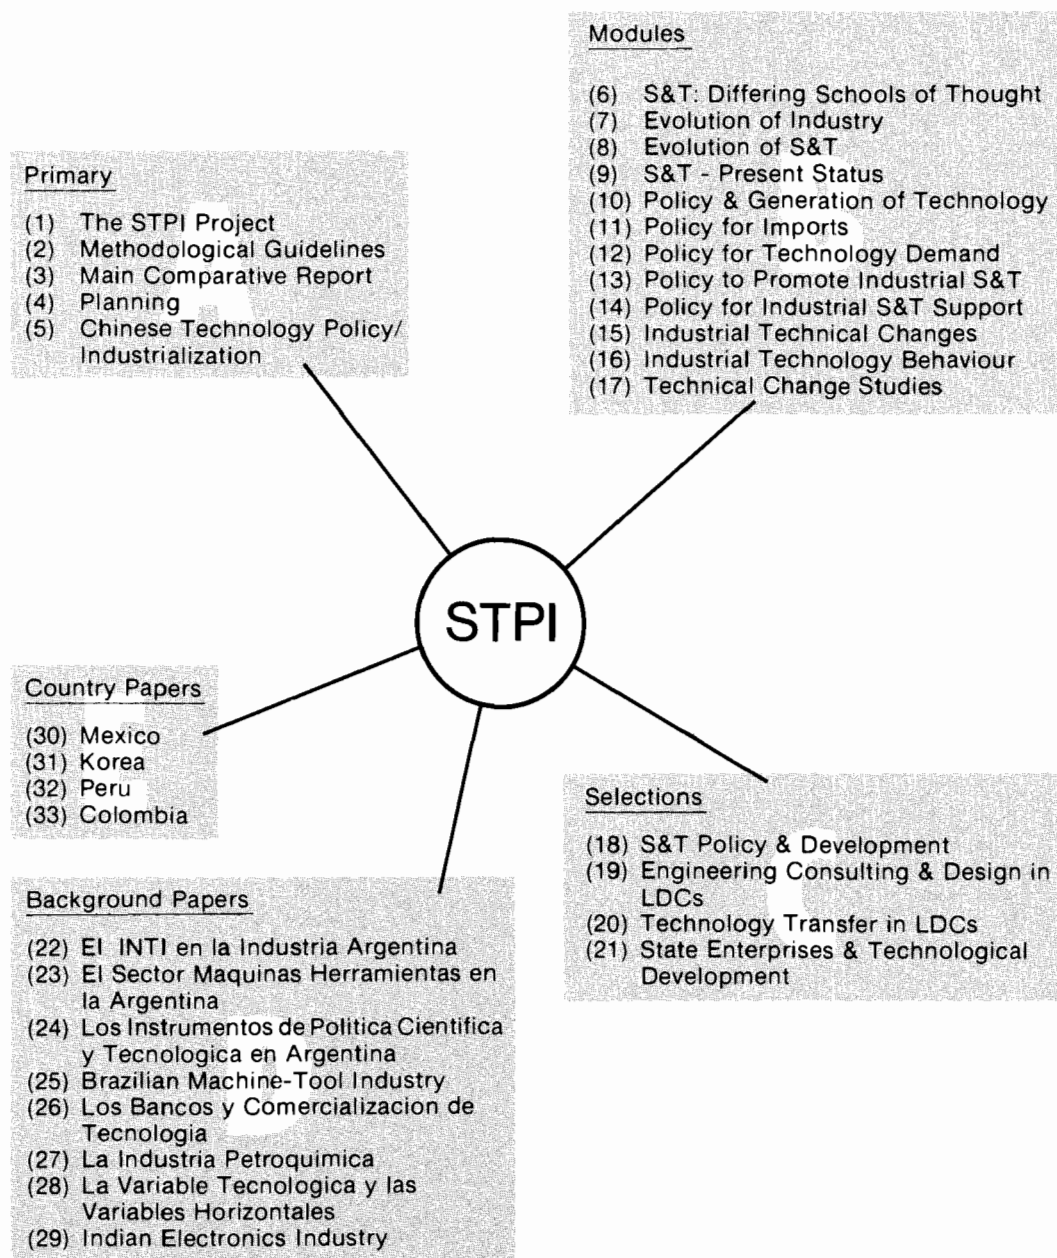 Primary
(1) The STPI Project
(2) Methodological Guidelines
(3) Main Comparative Report
(4) Planning
(5) Chinese Technology Policy/
Industrialization
A
Modules
(6) S&T: Differing Schools of Thought
(7) Evolution of Industry
(8) Evolution of S&T
(9) S&T - Present Status
(10) Policy & Generation of Technology
(11) Policy for Imports
(12) Policy for Technology Demand
(13) Policy to Promote Industrial S&T
(14) Policy for Industrial S&T Support
(15) Industrial Technical Changes
(16) Industrial Technology Behaviour
(17) Technical Change Studies
B
STPI
Country Papers
(30) Mexico
(31) Korea
(32) Peru
(33) Colombia
E
Selections
(18) S&T Policy & Development
(19) Engineering Consulting & Design in
LDCs
(20) Technology Transfer in LDCs
(21) State Enterprises & Technological
Development
C
Background Papers
(22) El INTI en la Industria Argentina
(23) El Sector Maquinas Herramientas en
la Argentina
(24) Los Instrumentos de Politica Cientifica
y Tecnologica en Argentina
(25) Brazilian Machine-Tool Industry
(26) Los Bancos y Comercializacion de
Tecnologia
(27) La Industria Petroquimica
(28) La Variable Tecnologica y las
Variables Horizontales
(29) Indian Electronics Industry
D